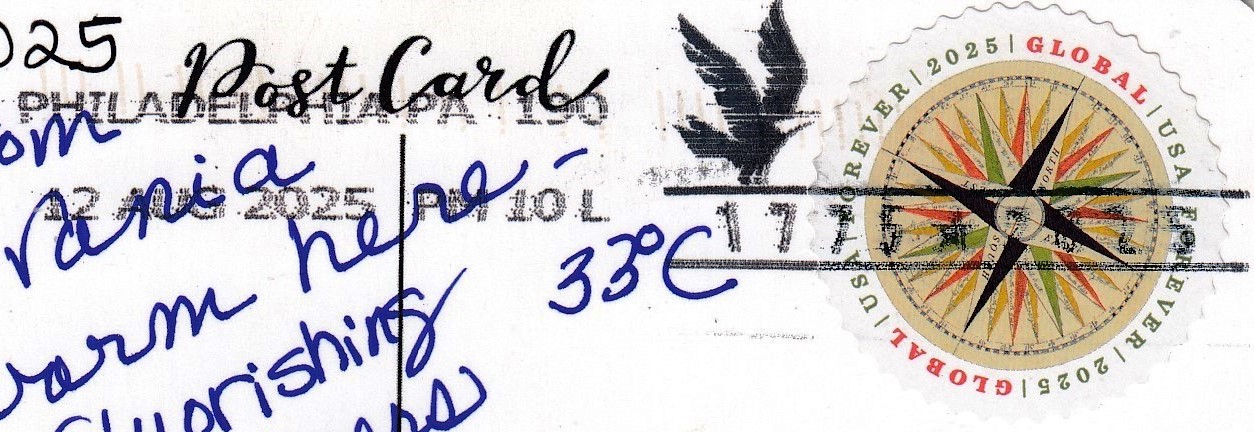 025
Post Card
PHILADELPHIA PA 190
om
vania
12 AUG 2025 PM 10 L
warm here-
33°C
flourishing
FOREVER | 2025 | GLOBAL | USA FOREVER | 2025 | GLOBAL | USA
NORTH